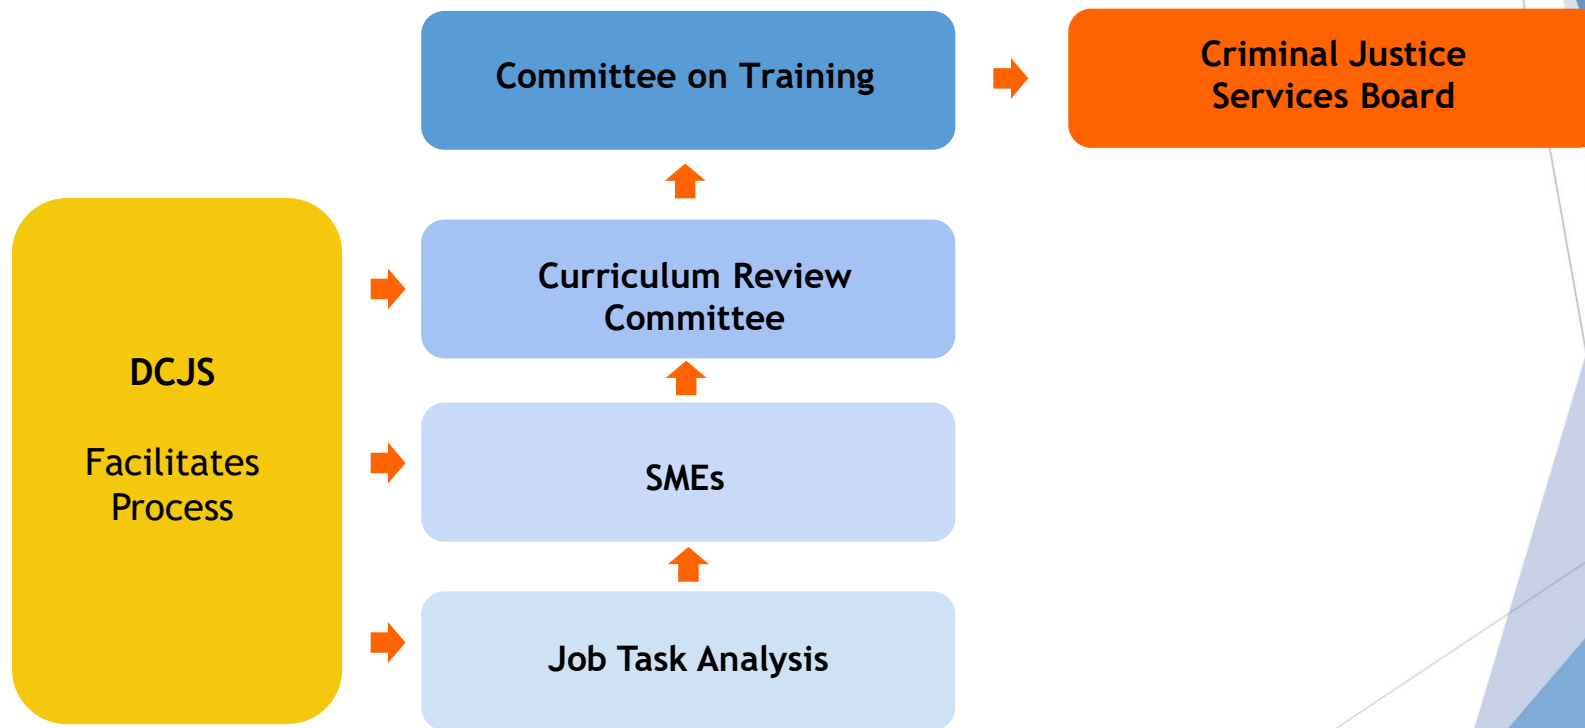 Committee on Training
Criminal Justice
Services Board
DCJS
Facilitates
Process
Curriculum Review
Committee
SMEs
Job Task Analysis